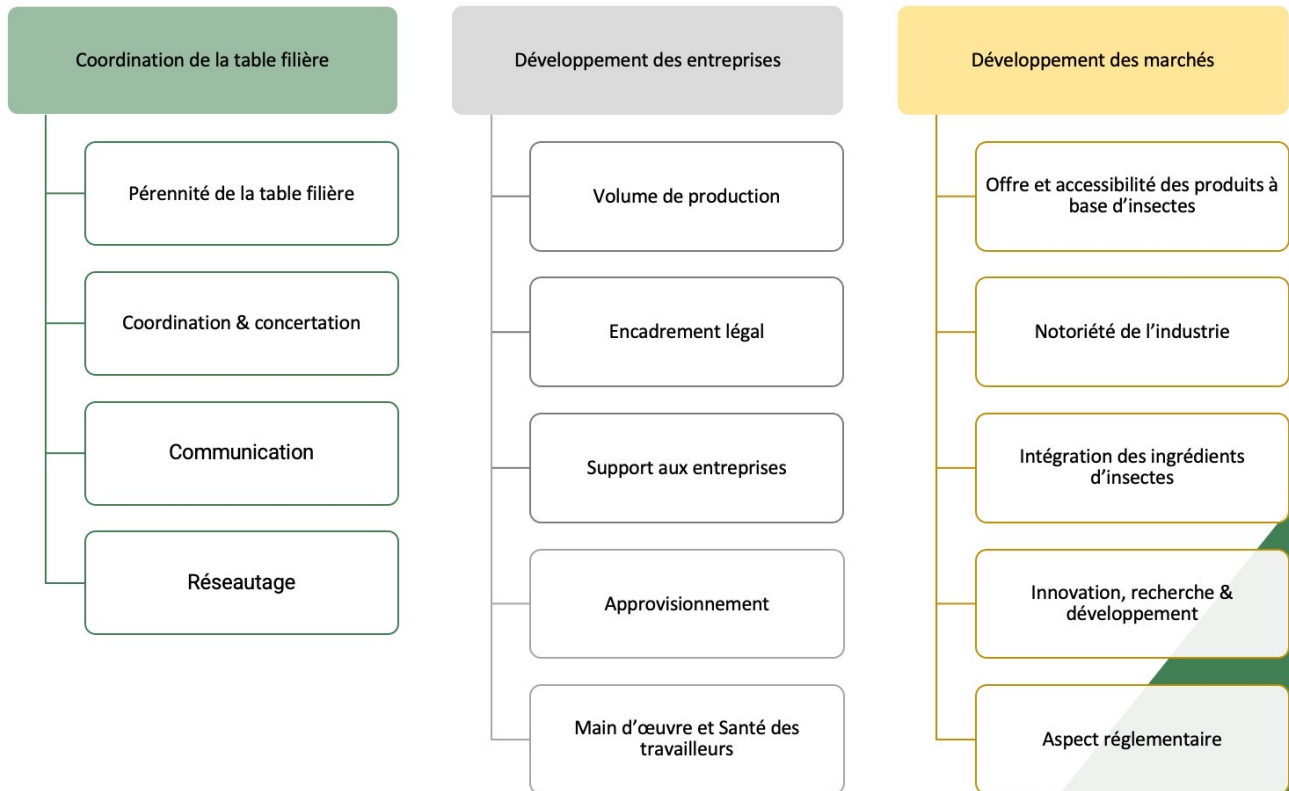 Coordination de la table filière
Pérennité de la table filière
Coordination & concertation
Communication
Réseautage
Développement des entreprises
Volume de production
Encadrement légal
Support aux entreprises
Approvisionnement
Main d’œuvre et Santé des
travailleurs
Développement des marchés
Offre et accessibilité des produits à
base d’insectes
Notoriété de l’industrie
Intégration des ingrédients
d’insectes
Innovation, recherche &
développement
Aspect réglementaire